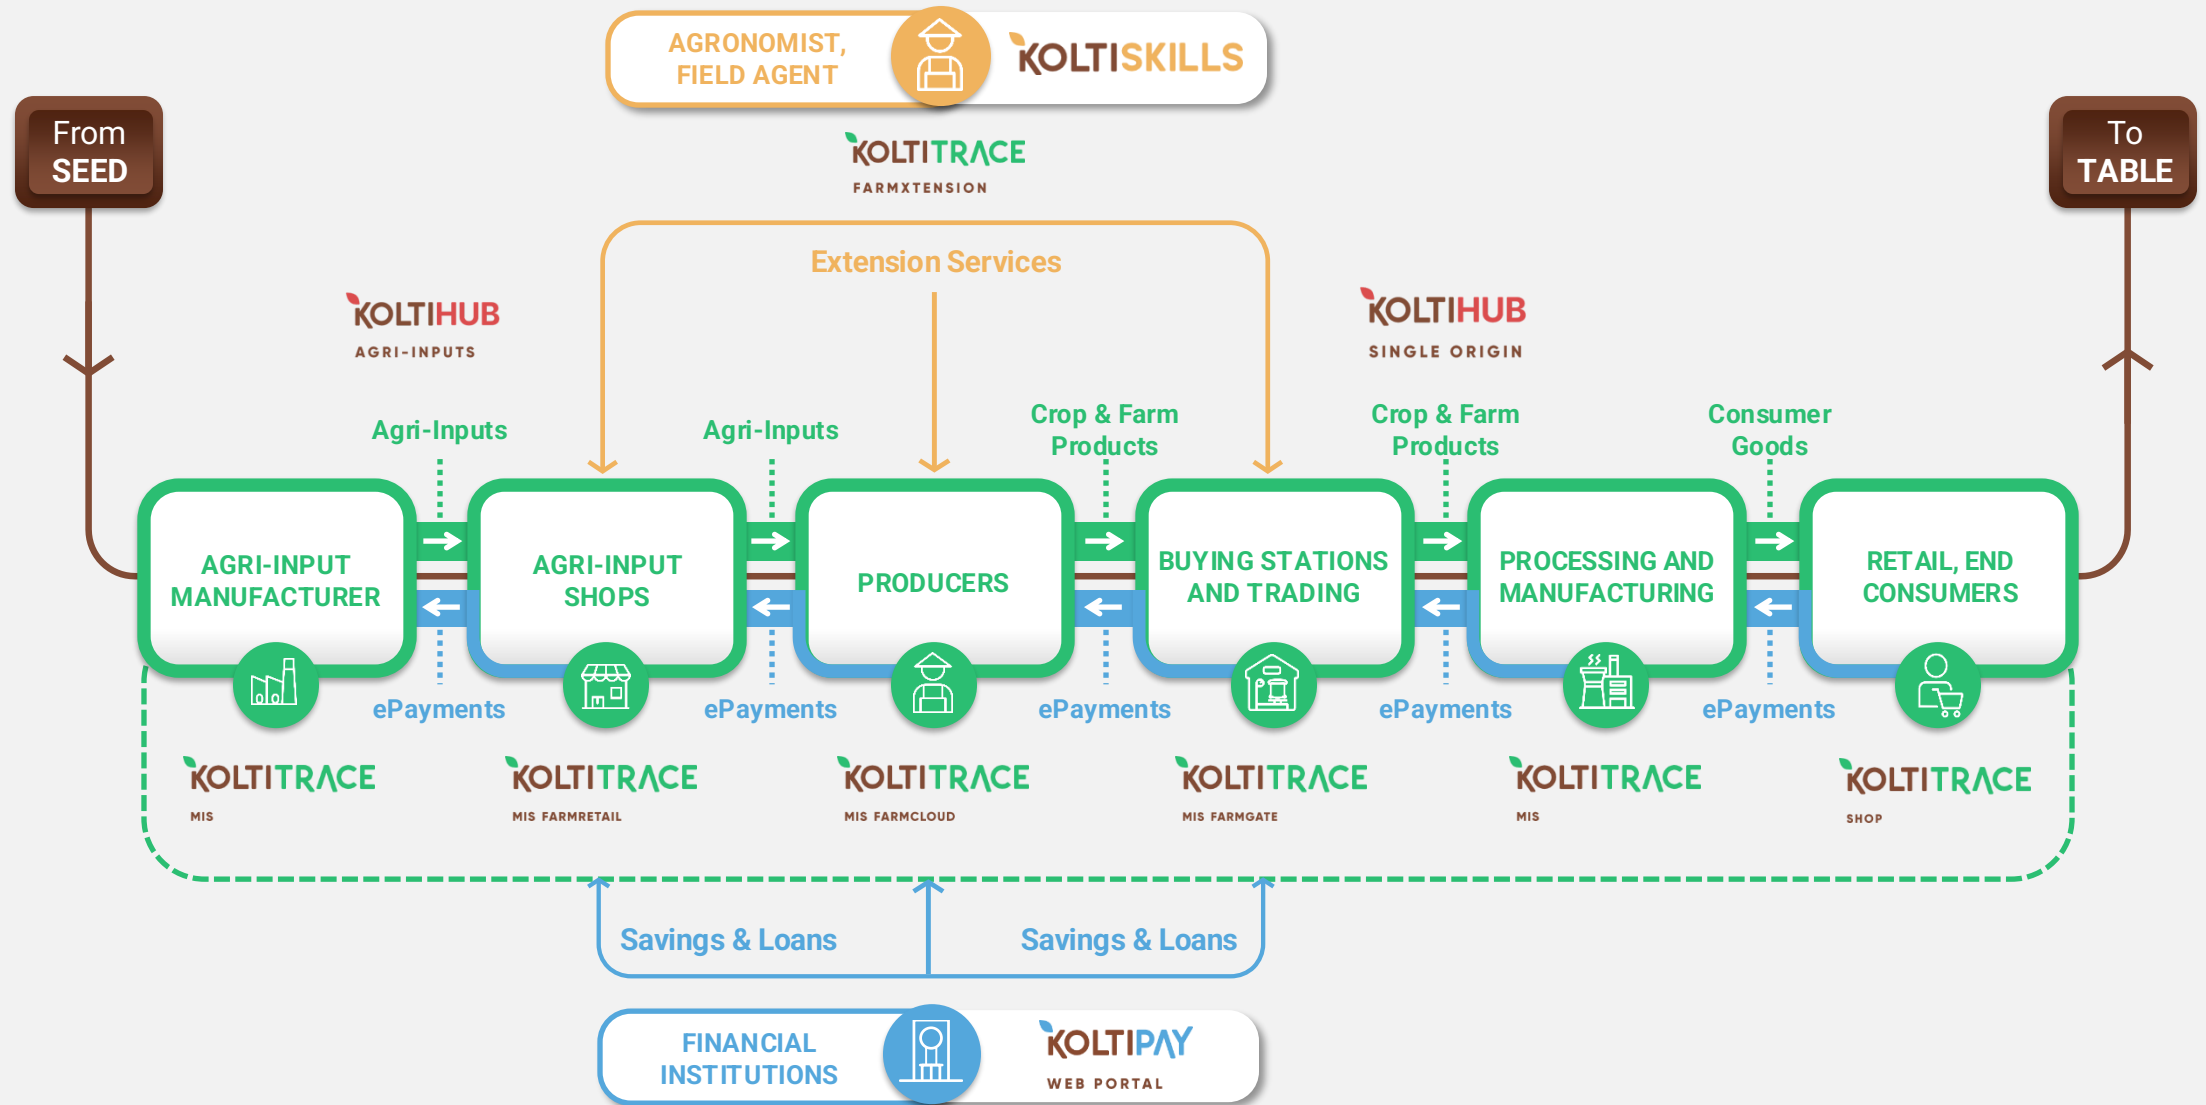 AGRONOMIST,
FIELD AGENT
KOLTISKILLS
From
SEED
To
TABLE
KOLTITRACE
FARMXTENSION
Extension Services
KOLTIHUB
AGRI-INPUTS
KOLTIHUB
SINGLE ORIGIN
Agri-Inputs
Agri-Inputs
Crop & Farm
Products
Crop & Farm
Products
Consumer
Goods
AGRI-INPUT
MANUFACTURER
AGRI-INPUT
SHOPS
PRODUCERS
BUYING STATIONS
AND TRADING
PROCESSING AND
MANUFACTURING
RETAIL, END
CONSUMERS
ePayments
ePayments
ePayments
ePayments
ePayments
KOLTITRACE
MIS
KOLTITRACE
MIS FARMRETAIL
KOLTITRACE
MIS FARMCLOUD
KOLTITRACE
MIS FARMGATE
KOLTITRACE
MIS
KOLTITRACE
SHOP
Savings & Loans
Savings & Loans
FINANCIAL
INSTITUTIONS
KOLTIPAY
WEB PORTAL